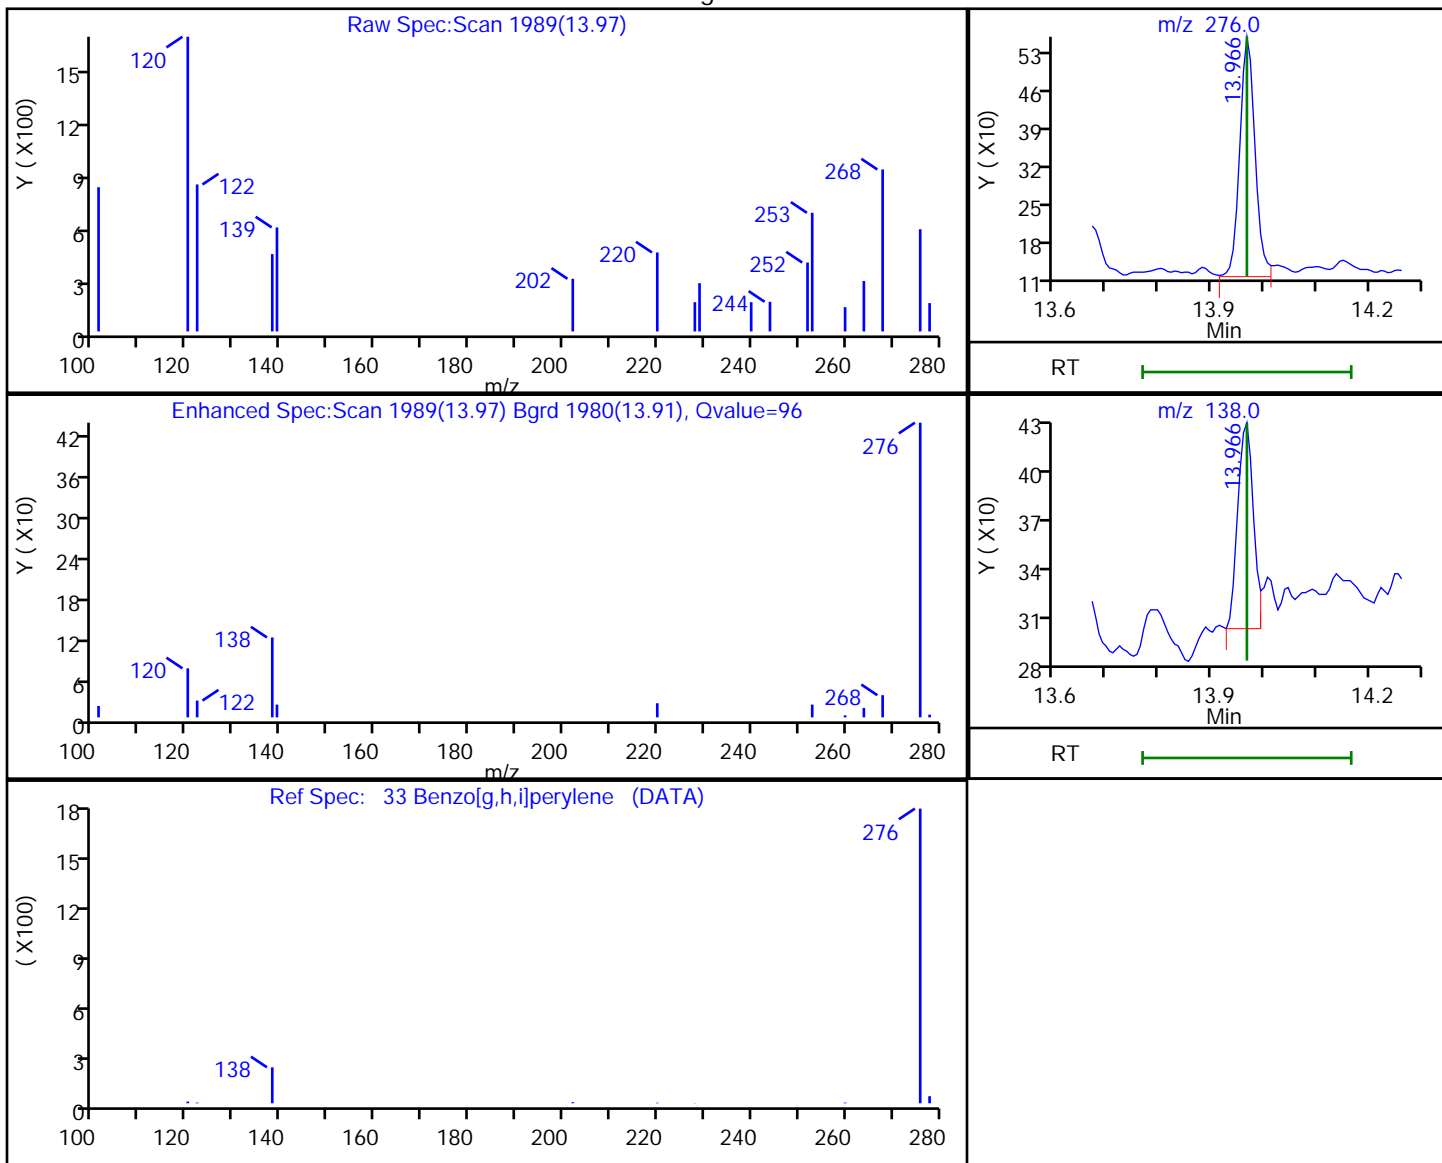 Raw Spec:Scan 1989(13.97)
Y ( X100)
15
12
9
6
3
0
120
122
139
202
220
244
252
253
268
100 120 140 160 180 200 220 240 260 280
m/z
m/z 276.0
Y ( X10)
53
46
39
32
25
18
11
13.966
13.6 13.9 14.2
Min
RT
Enhanced Spec:Scan 1989(13.97) Bgrd 1980(13.91), Qvalue=96
Y ( X10)
42
36
30
24
18
12
6
0
120
122
138
268
276
100 120 140 160 180 200 220 240 260 280
m/z
m/z 138.0
Y ( X10)
43
40
37
34
31
28
13.966
13.6 13.9 14.2
Min
RT
Ref Spec: 33 Benzo[g,h,i]perylene (DATA)
( X100)
18
15
12
9
6
3
0
138
276
100 120 140 160 180 200 220 240 260 280